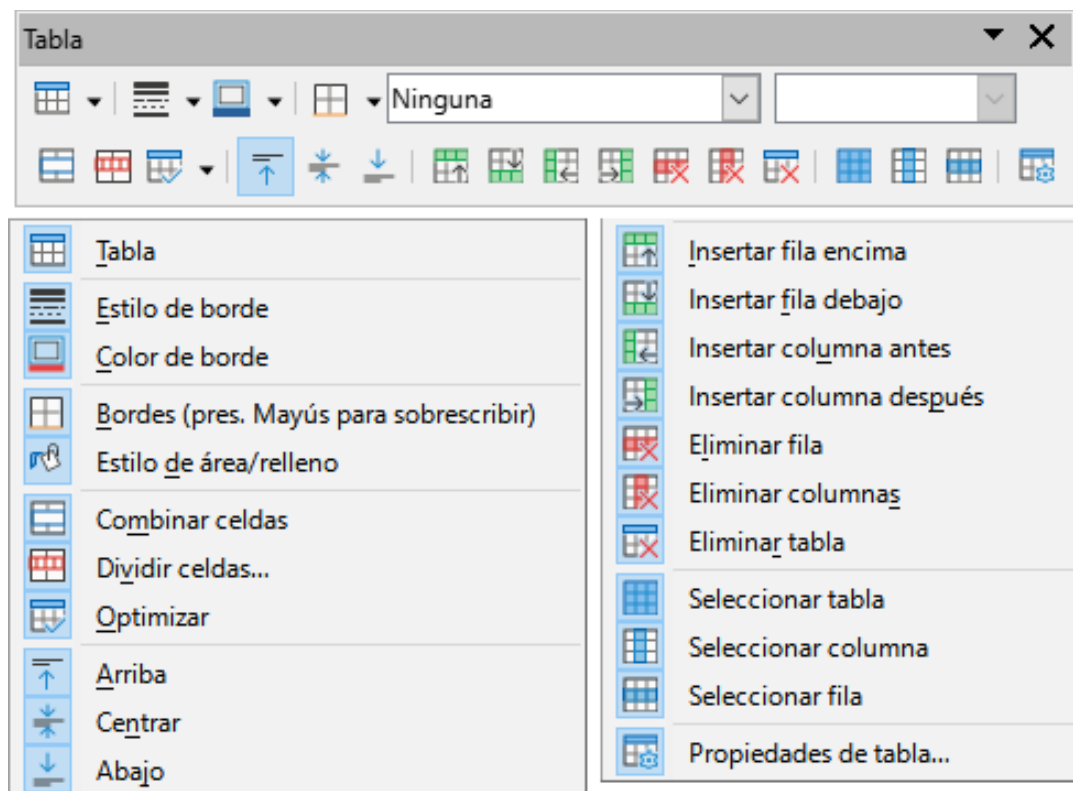 Tabla
Ninguna
Tabla
Estilo de borde
Color de borde
Bordes (pres. Mayús para sobrescribir)
Estilo de área/relleno
Combinar celdas
Dividir celdas...
Optimizar
Arriba
Centrar
Abajo
Insertar fila encima
Insertar fila debajo
Insertar columna antes
Insertar columna después
Eliminar fila
Eliminar columnas
Eliminar tabla
Seleccionar tabla
Seleccionar columna
Seleccionar fila
Propiedades de tabla...